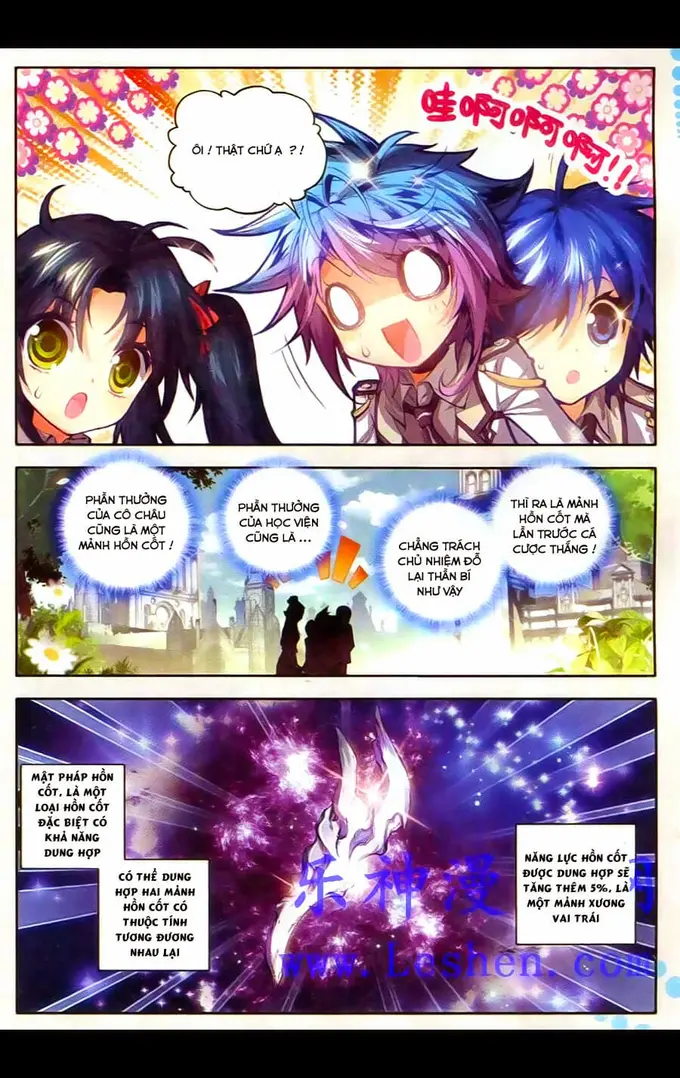 ÔI ! THẬT CHỨ Ạ ? !
哇啊啊啊!!
PHẦN THƯỞNG
CỦA CÔ CHÂU
CŨNG LÀ MỘT
MẢNH HỒN CỐT !
PHẦN THƯỞNG
CỦA HỌC VIỆN
CŨNG LÀ ...
CHẲNG TRÁCH
CHỦ NHIỆM ĐỖ
LẠI THẦN BÍ
NHƯ VẬY
THÌ RA LÀ MẢNH
HỒN CỐT MÀ
LẦN TRƯỚC CÁ
CƯỢC THẮNG !
MẬT PHÁP HỒN
CỐT, LÀ MỘT
LOẠI HỒN CỐT
ĐẶC BIỆT CÓ
KHẢ NĂNG
DUNG HỢP
CÓ THỂ DUNG
HỢP HAI MẢNH
HỒN CỐT CÓ
THUỘC TÍNH
TƯƠNG ĐƯƠNG
NHAU LẠI
NĂNG LỰC HỒN CỐT
ĐƯỢC DUNG HỢP SẼ
TĂNG THÊM 5%, LÀ
MỘT MẢNH XƯƠNG
VAI TRÁI
乐神漫
www.Leshen.com